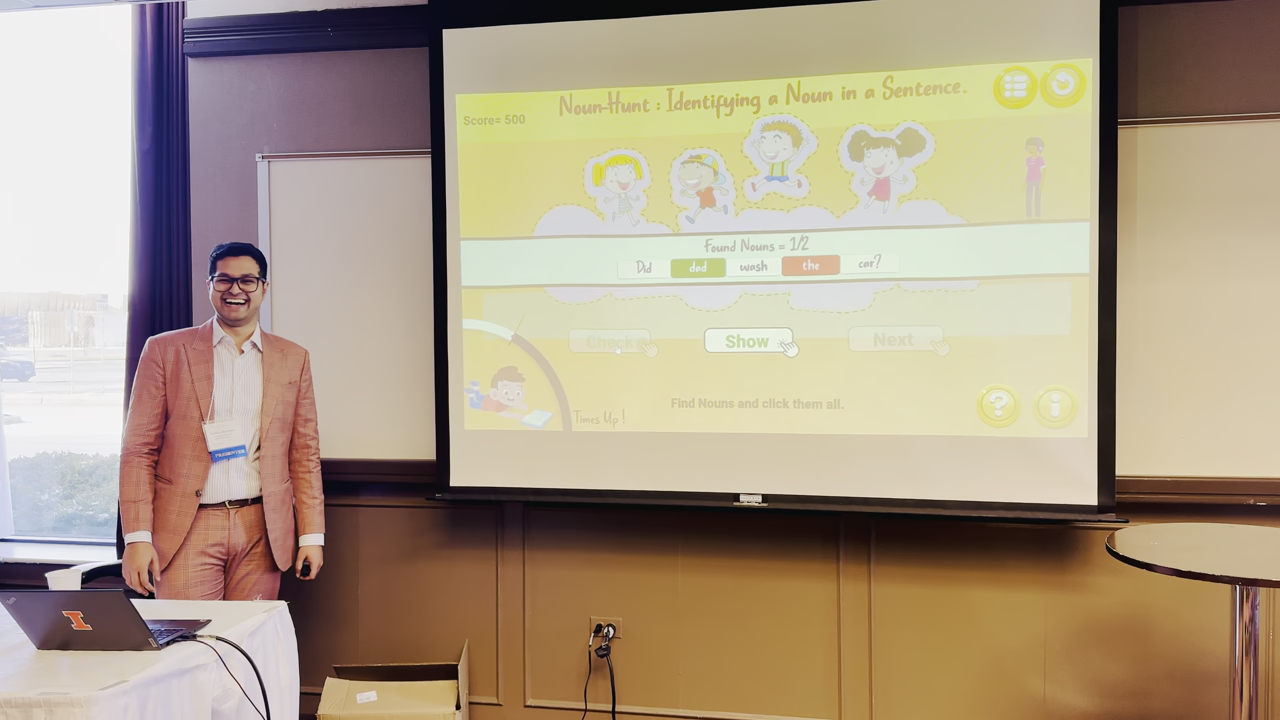 Noun-Hunt : Identifying a Noun in a Sentence.
Score= 500
Found Nouns = 1/2
Did dad wash the car?
Check
Show
Next
Find Nouns and click them all.
Times Up !
?
i
PRESENTER
I